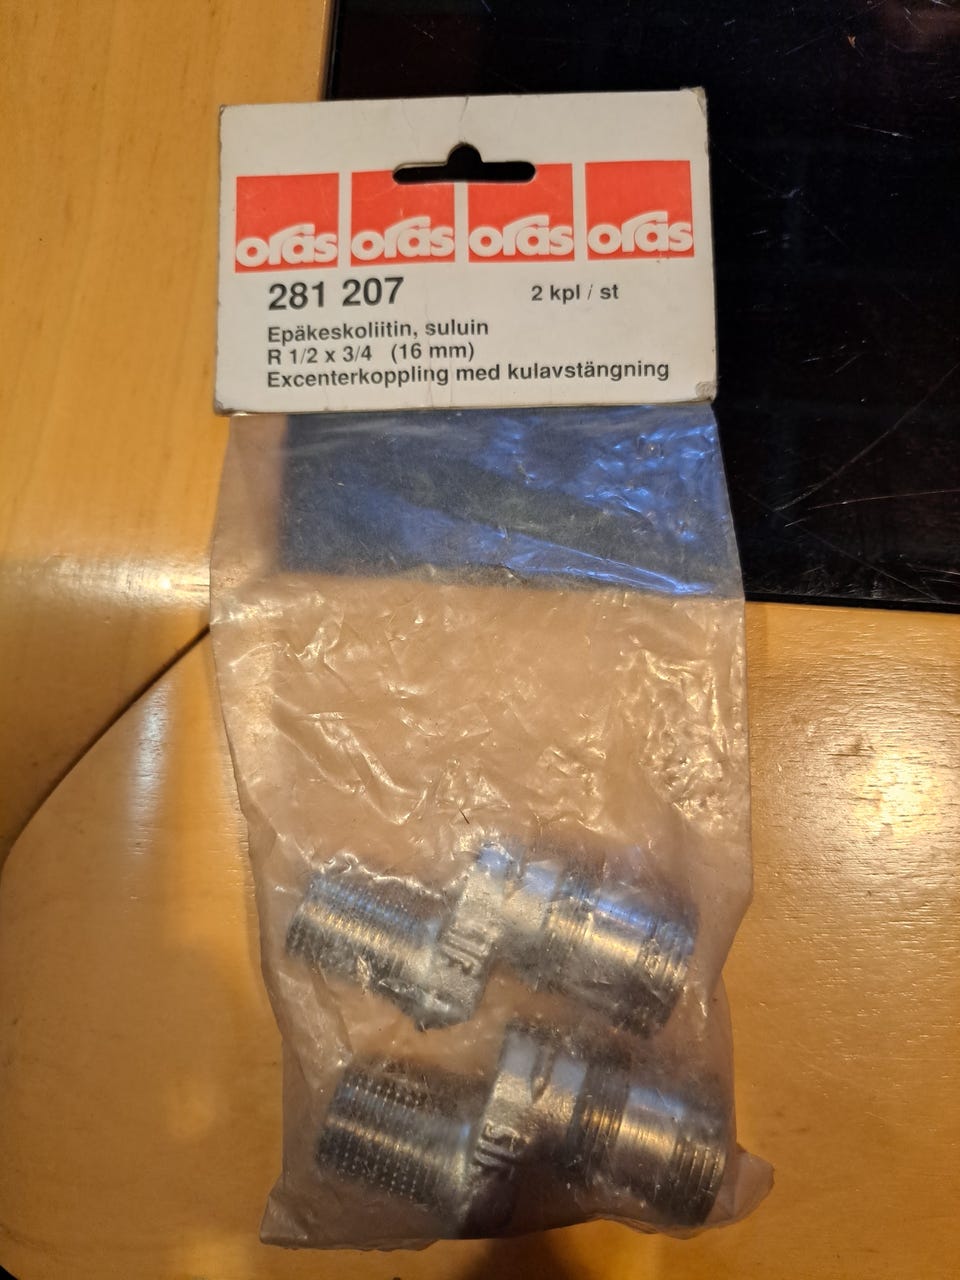 oras oras oras oras
281 207 2 kpl / st
Epäkeskoliitin, suluin
R 1/2 x 3/4 (16 mm)
Excenterkoppling med kulavstängning